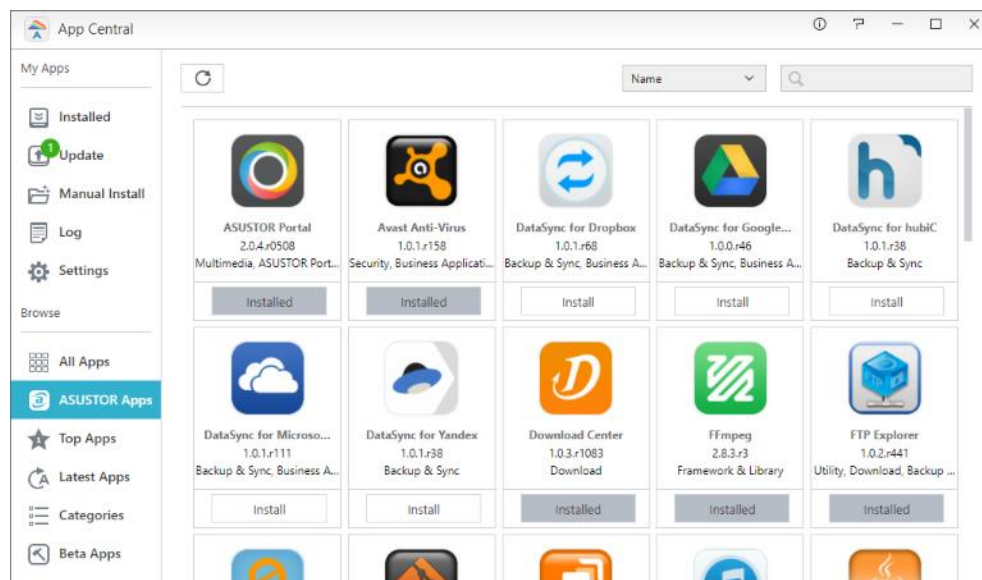 App Central
My Apps
Installed
1
Update
Manual Install
Log
Settings
Browse
All Apps
ASUSTOR Apps
Top Apps
Latest Apps
Categories
Beta Apps
Name
ASUSTOR Portal
2.0.4.r0508
Multimedia, ASUSTOR Port...
Installed
Avast Anti-Virus
1.0.1.r158
Security, Business Applicati...
Installed
DataSync for Dropbox
1.0.1.r68
Backup & Sync, Business A...
Install
DataSync for Google...
1.0.0.r46
Backup & Sync, Business A...
Install
h
DataSync for hubiC
1.0.1.r38
Backup & Sync
Install
DataSync for Microso...
1.0.1.r111
Backup & Sync, Business A...
Install
DataSync for Yandex
1.0.1.r38
Backup & Sync
Install
D
Download Center
1.0.3.r1083
Download
Installed
FFmpeg
2.8.3.r3
Framework & Library
Installed
FTP
FTP Explorer
1.0.2.r441
Utility, Download, Backup ...
Installed